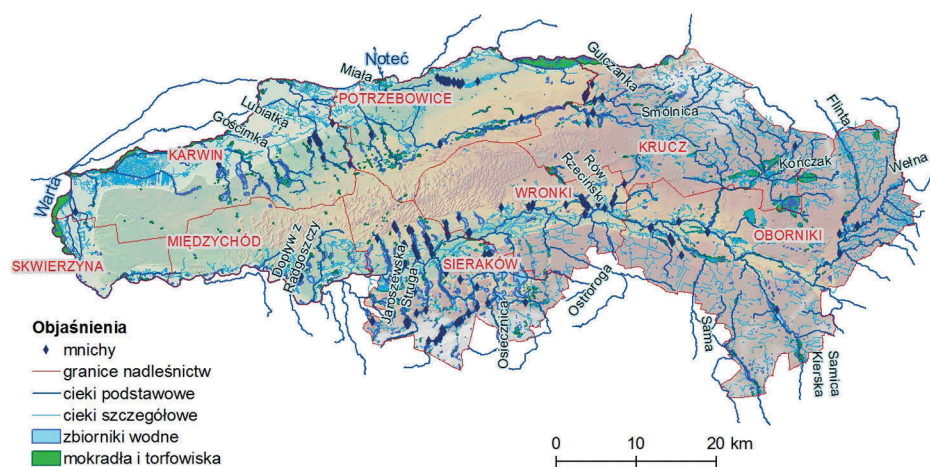 Noteć
Miała
Gulczanka
POTRZEBOWICE
Lubiatka
Gościmka
Smolnica
Flinta
KARWIN
KRUCZ
Kończak
Wełna
Warta
WRONKI
Rów
Rzeciński
MIĘDZYCHÓD
OBORNIKI
SKWIERZYNA
Dopływ z
Radgoszczy
Jaroszewska
Struga
SIERAKÓW
Osiecznica
Ostroroga
Sama
Samica
Kierska
Objaśnienia
mnichy
granice nadleśnictw
cieki podstawowe
cieki szczegółowe
zbiorniki wodne
mokradła i torfowiska
0 10 20 km